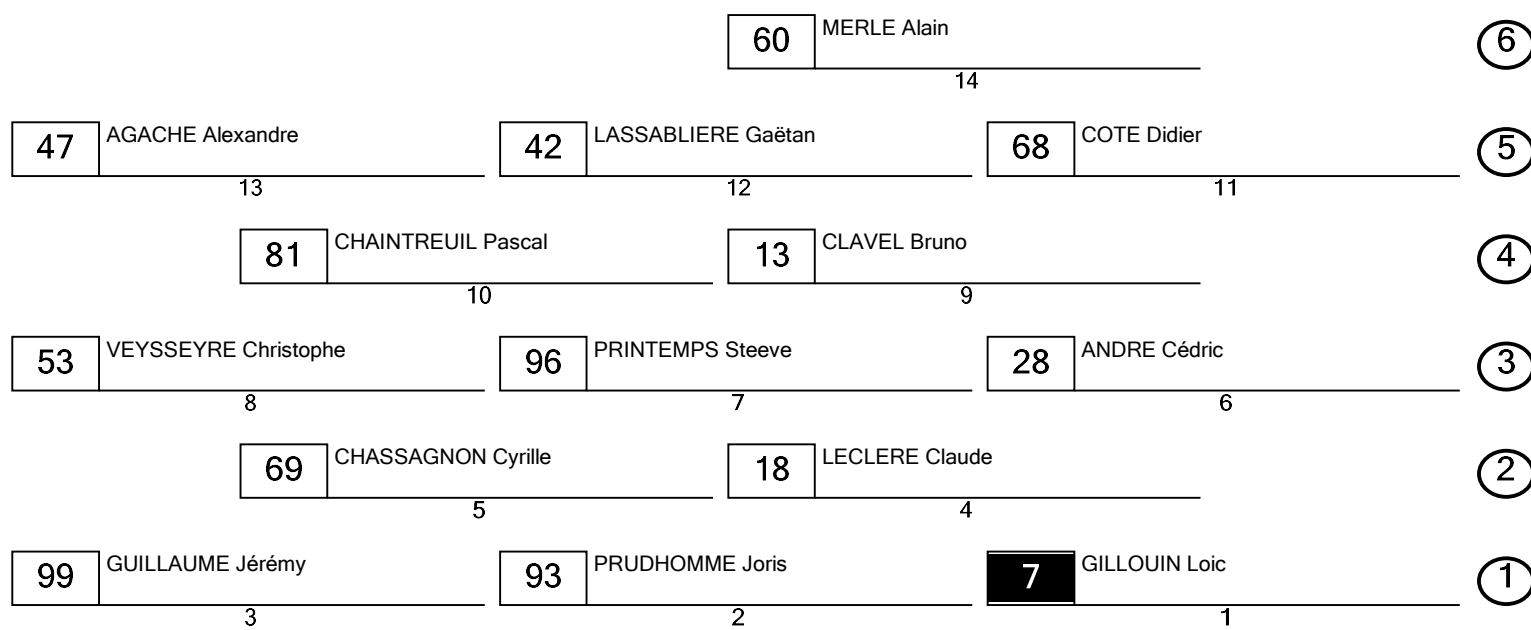 60 MERLE Alain 6
14
47 AGACHE Alexandre 42 LASSABLIERE Gaëtan 68 COTE Didier 5
13 12 11
81 CHAINTREUIL Pascal 13 CLAVEL Bruno 4
10 9
53 VEYSSEYRE Christophe 96 PRINTEMPS Steeve 28 ANDRE Cédric 3
8 7 6
69 CHASSAGNON Cyrille 18 LECLERE Claude 2
5 4
99 GUILLAUME Jérémy 93 PRUDHOMME Joris 7 GILLOUIN Loic 1
3 2 1